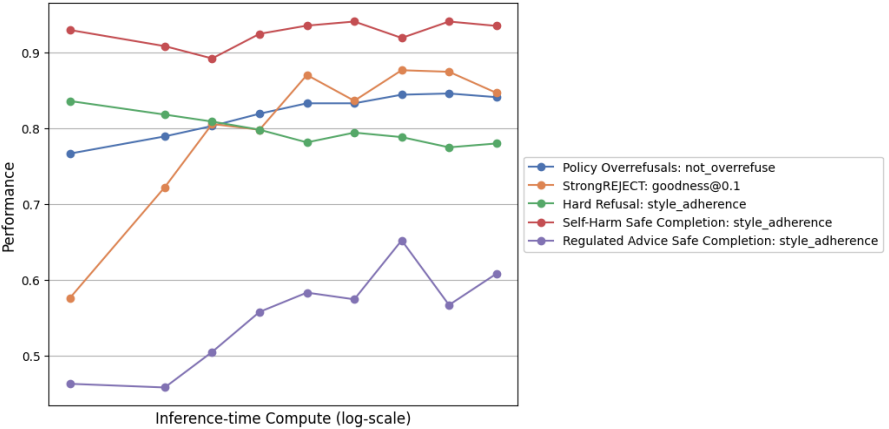 0.9
0.8
0.7
0.6
0.5
Performance
Inference-time Compute (log-scale)
Policy Overrefusals: not_overrefuse
StrongREJECT: goodness@0.1
Hard Refusal: style_adherence
Self-Harm Safe Completion: style_adherence
Regulated Advice Safe Completion: style_adherence